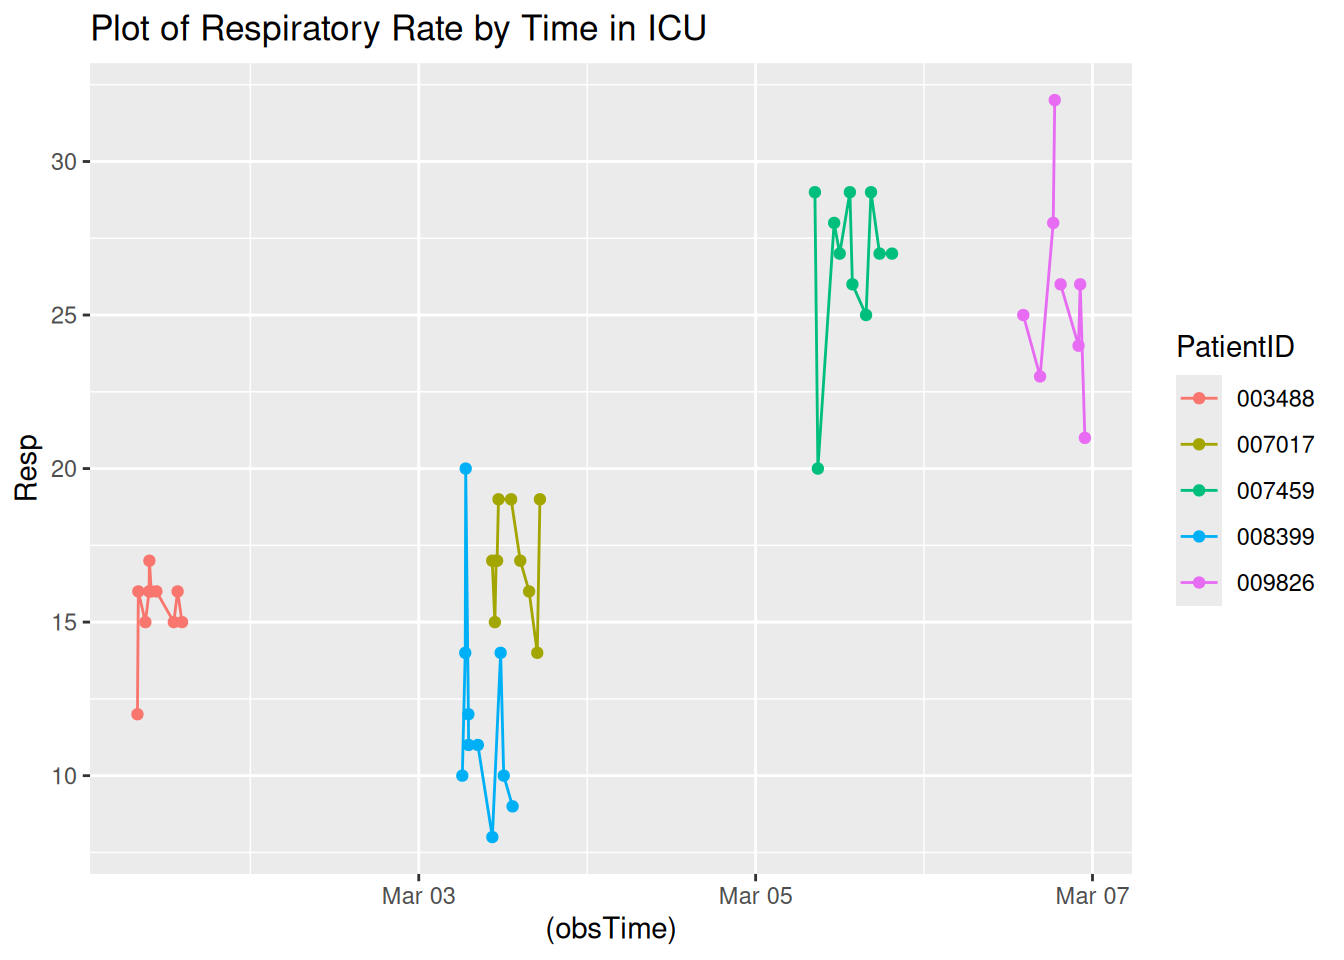 Plot of Respiratory Rate by Time in ICU
30
25
20
15
10
Resp
Mar 03
Mar 05
Mar 07
(obsTime)
PatientID
003488
007017
007459
008399
009826